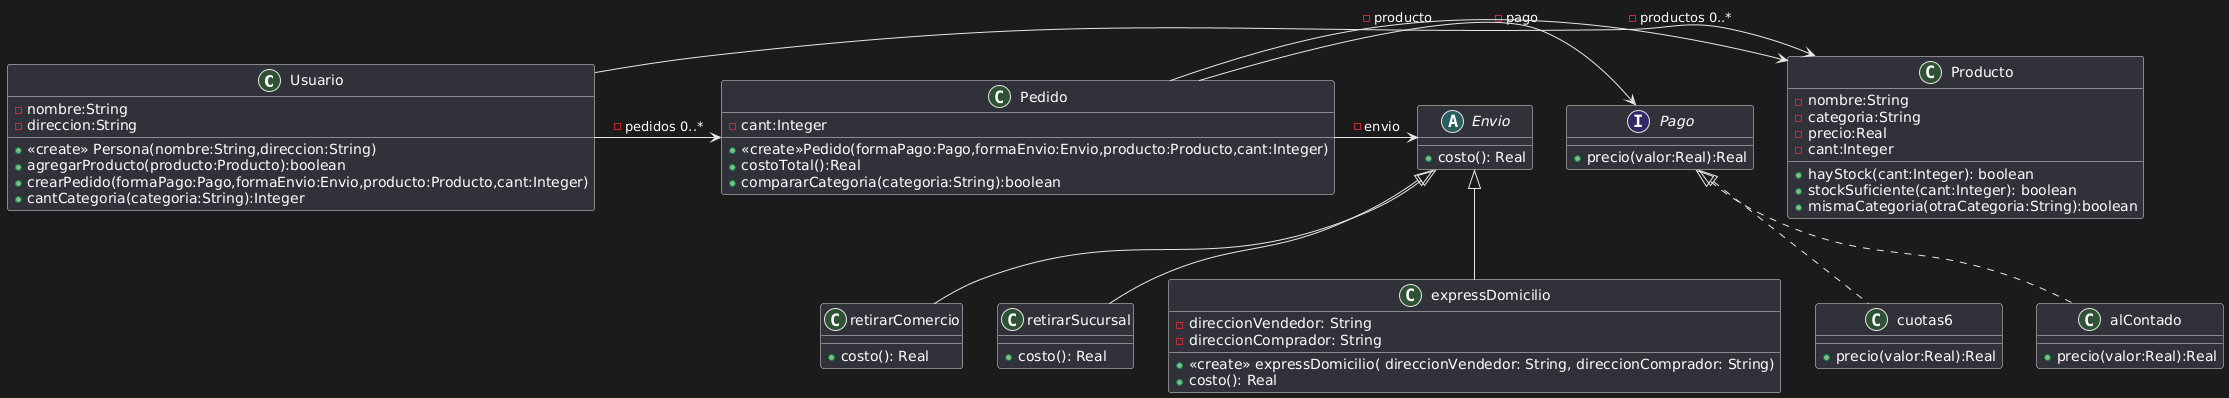 producto
pago
productos 0..*
C Usuario
nombre:String
direccion:String
«create» Persona(nombre:String,direccion:String)
agregarProducto(producto:Producto):boolean
crearPedido(formaPago:Pago,formaEnvio:Envio,producto:Producto,cant:Integer)
cantCategoria(categoria:String):Integer
pedidos 0..*
C Pedido
cant:Integer
«create»Pedido(formaPago:Pago,formaEnvio:Envio,producto:Producto,cant:Integer)
costoTotal():Real
compararCategoria(categoria:String):boolean
envio
A Envio
costo(): Real
I Pago
precio(valor:Real):Real
C Producto
nombre:String
categoria:String
precio:Real
cant:Integer
hayStock(cant:Integer): boolean
stockSuficiente(cant:Integer): boolean
mismaCategoria(otraCategoria:String):boolean
C retirarComercio
costo(): Real
C retirarSucursal
costo(): Real
C expressDomicilio
direccionVendedor: String
direccionComprador: String
«create» expressDomicilio( direccionVendedor: String, direccionComprador: String)
costo(): Real
C cuotas6
precio(valor:Real):Real
C alContado
precio(valor:Real):Real